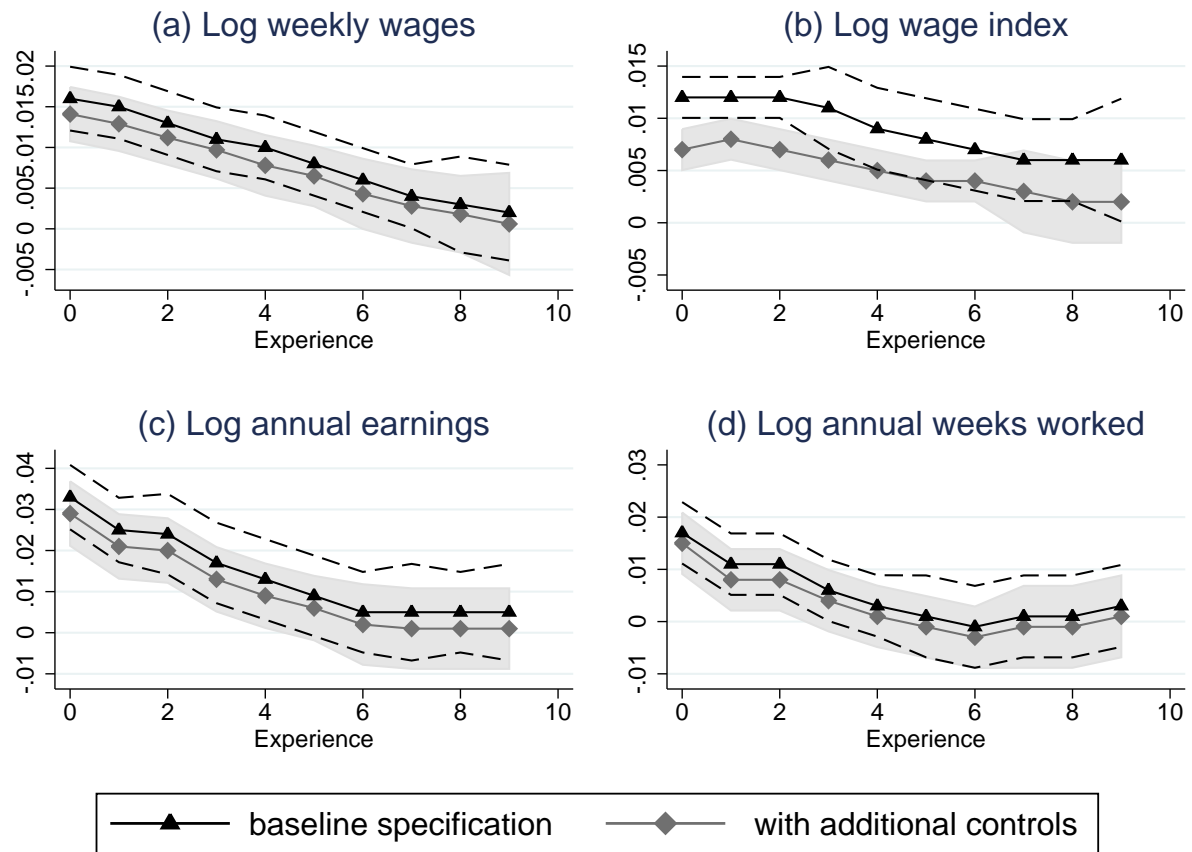 (a) Log weekly wages
.02
.015
.01
.005
0
-.005
0 2 4 6 8 10
Experience
(b) Log wage index
.015
.01
.005
0
-.005
0 2 4 6 8 10
Experience
(c) Log annual earnings
.04
.03
.02
.01
0
-.01
0 2 4 6 8 10
Experience
(d) Log annual weeks worked
.03
.02
.01
0
-.01
0 2 4 6 8 10
Experience
baseline specification with additional controls